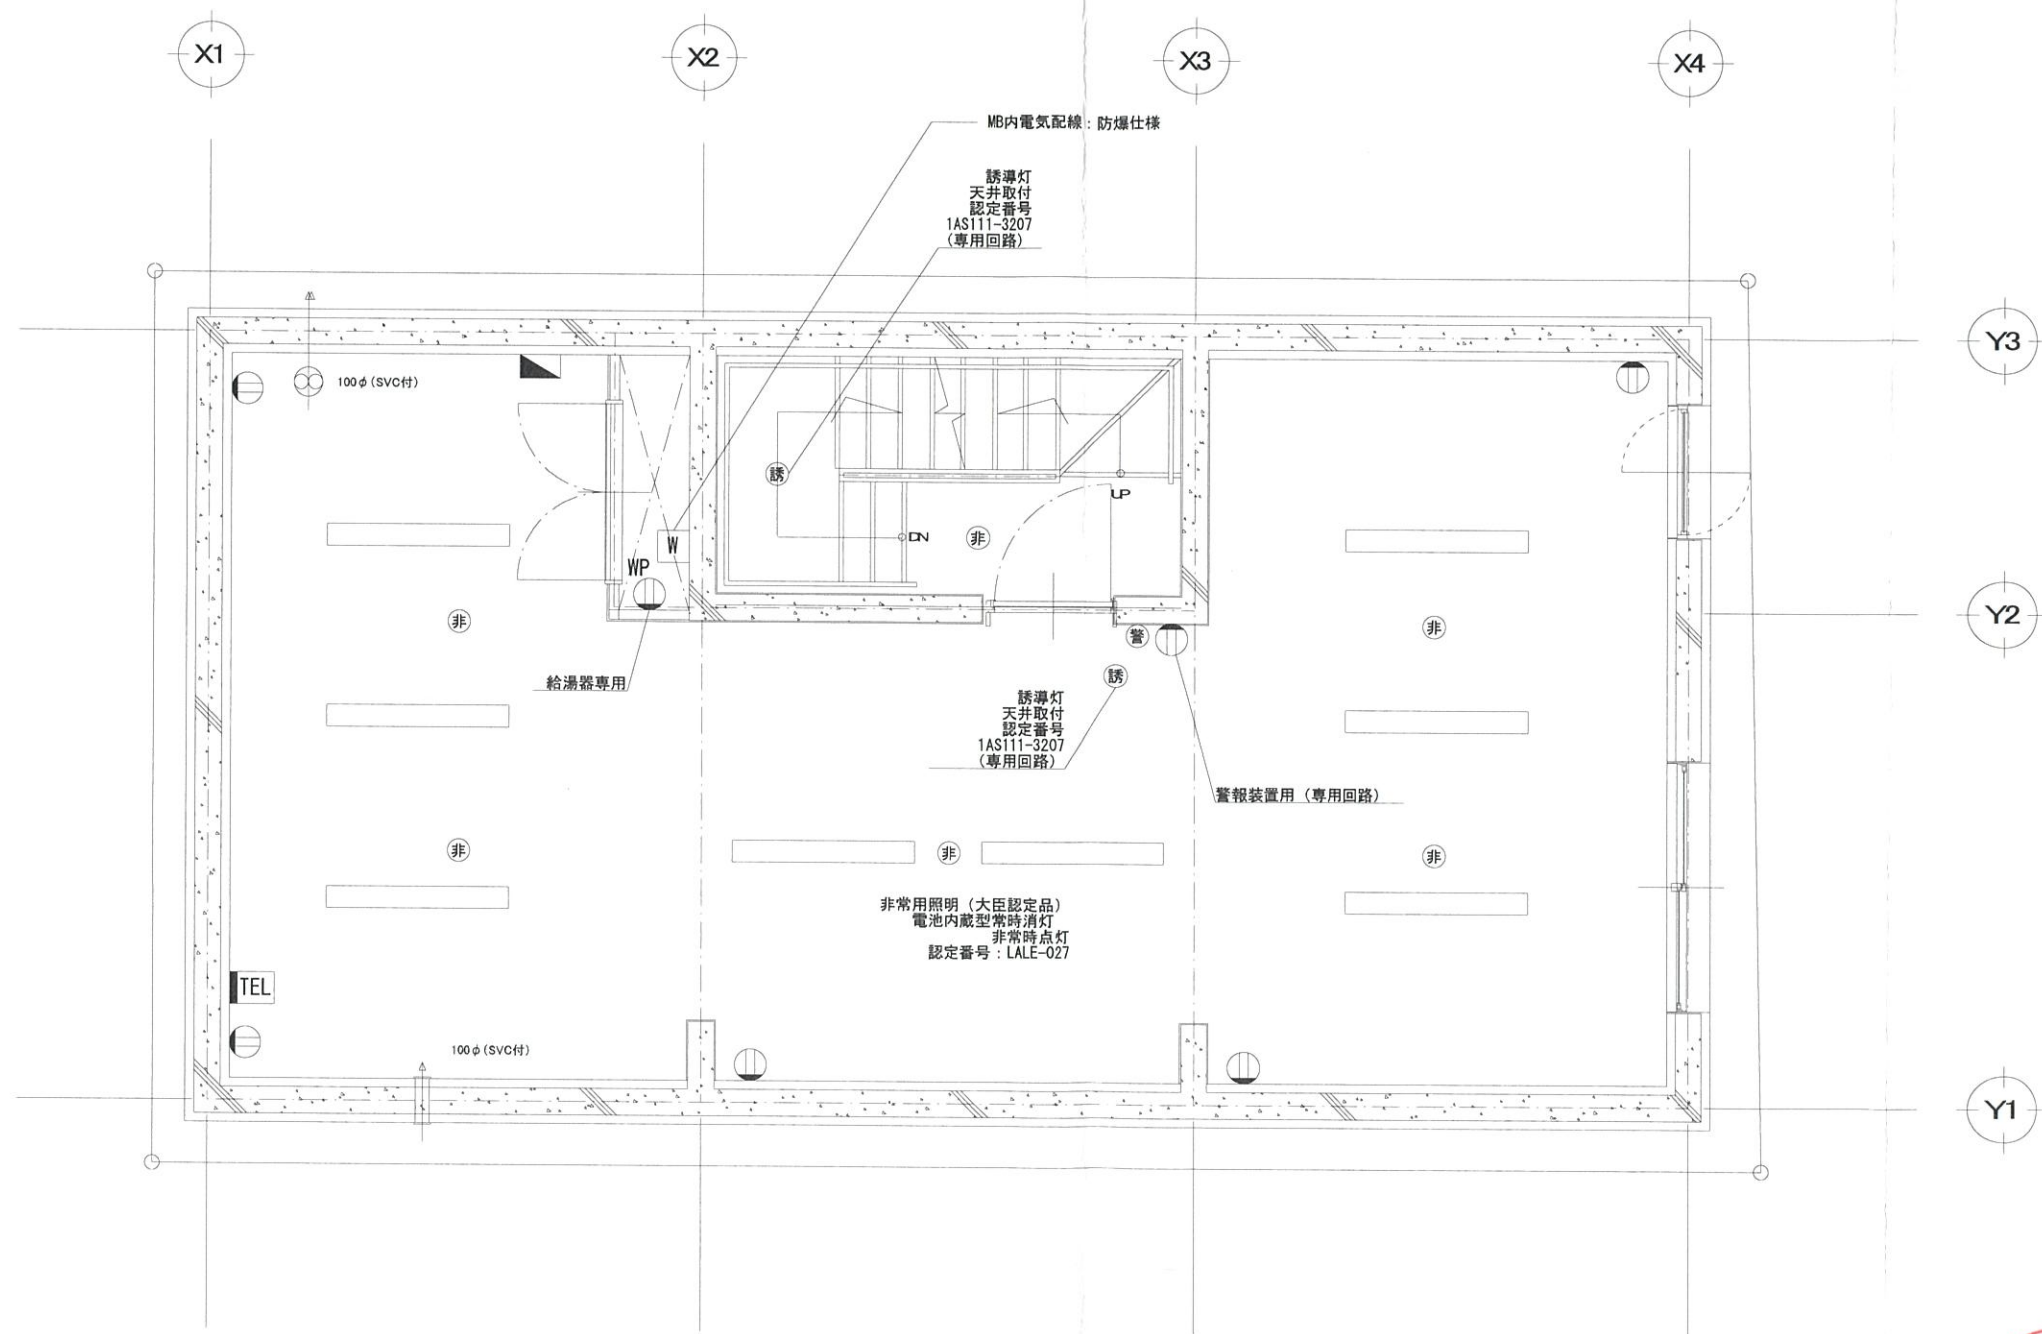 X1
X2
X3
X4
MB内電気配線：防爆仕様
誘導灯
天井取付
認定番号
1AS111-3207
（専用回路）
Y3
100φ(SVC付)
誘
UP
DN
非
W
WP
Y2
非
非
警
誘
給湯器専用
誘導灯
天井取付
認定番号
1AS111-3207
（専用回路）
警報装置用（専用回路）
非
非
非
非常用照明（大臣認定品）
電池内蔵型常時消灯
非常時点灯
認定番号：LALE-027
TEL
100φ(SVC付)
Y1